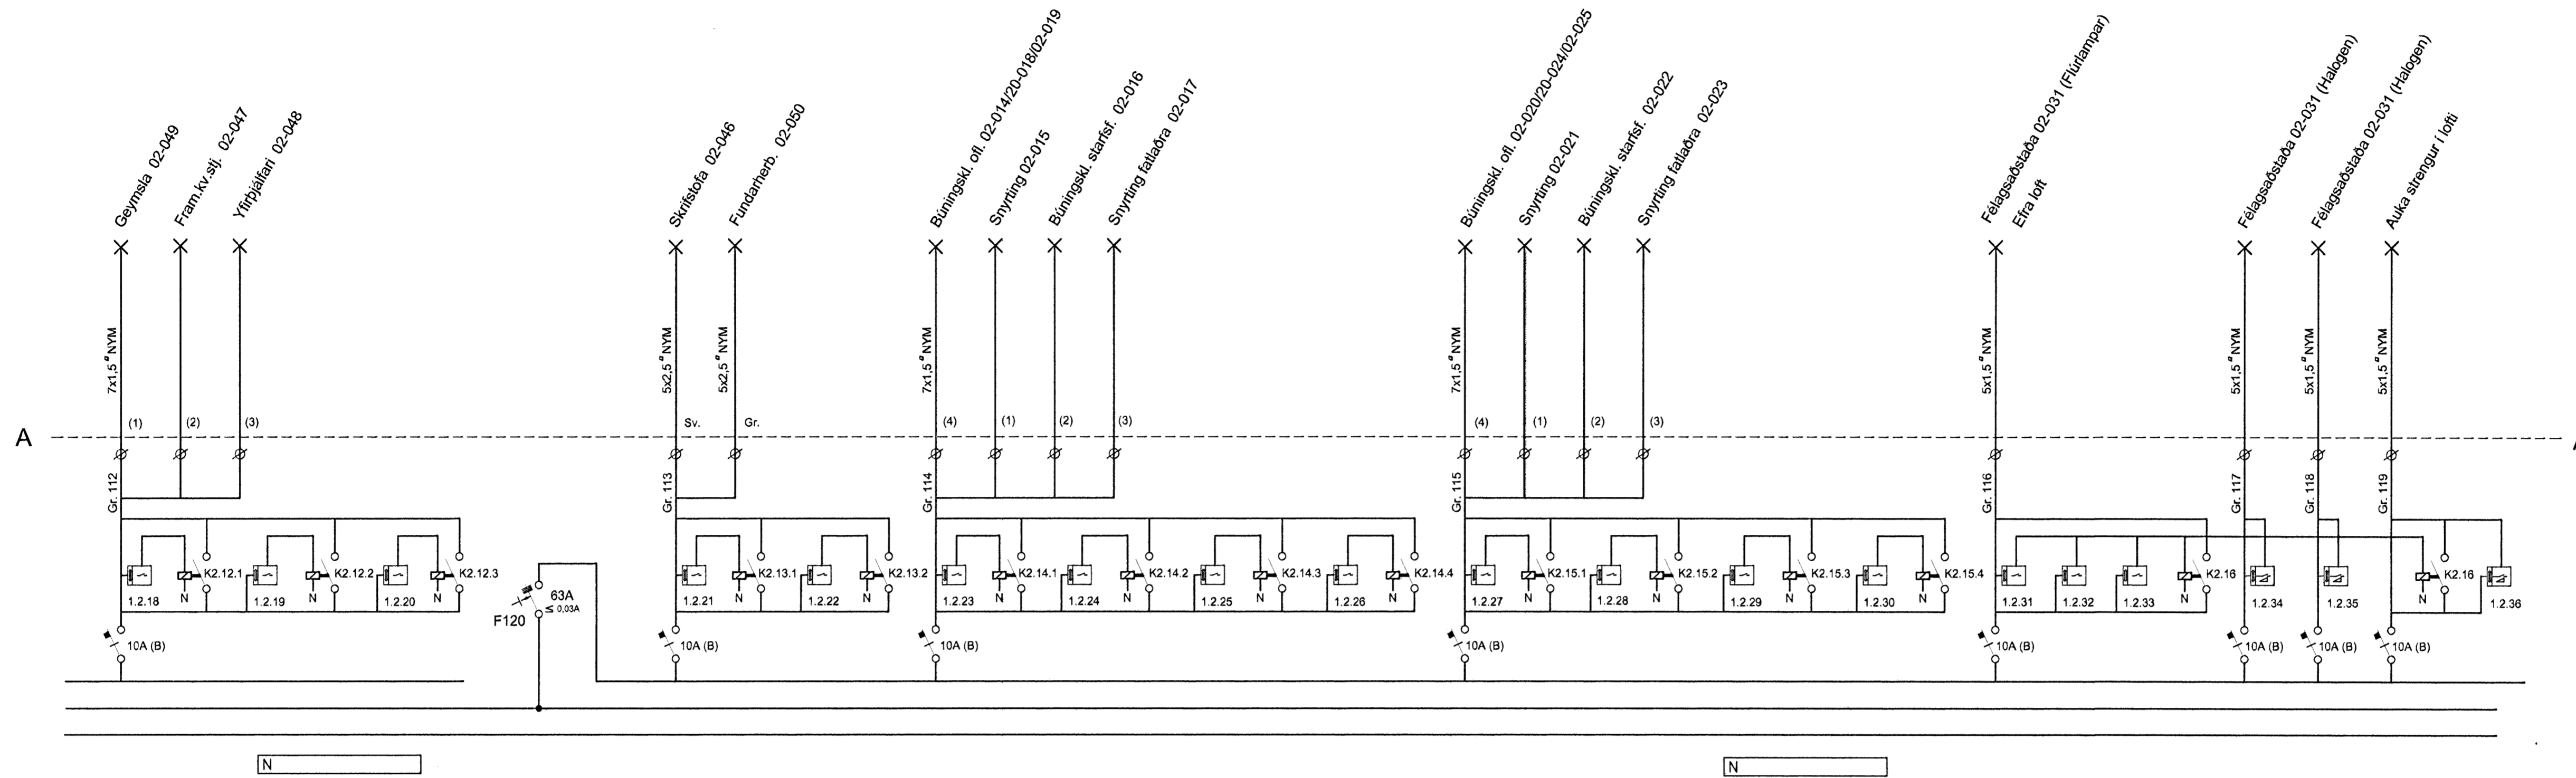 Geymsla 02-049
Fram.kv.stj. 02-047
Yfirþjálfari 02-048
Skrifstofa 02-046
Fundarherb. 02-050
Búningskl. ofl. 02-014/20-018/02-019
Snyrting 02-015
Búningskl. starfsf. 02-016
Snyrting fatlaðra 02-017
Búningskl. ofl. 02-020/20-024/02-025
Snyrting 02-021
Búningskl. starfsf. 02-022
Snyrting fatlaðra 02-023
Félagsaðstaða 02-031 (Flúrlampar)
Efra loft
Félagsaðstaða 02-031 (Halogen)
Félagsaðstaða 02-031 (Halogen)
Auka strengur í lofti
7x1,5 ⌀ NYM
5x2,5 ⌀ NYM
5x2,5 ⌀ NYM
7x1,5 ⌀ NYM
7x1,5 ⌀ NYM
5x1,5 ⌀ NYM
5x1,5 ⌀ NYM
5x1,5 ⌀ NYM
5x1,5 ⌀ NYM
(1) (2) (3) Sv. Gr. (4) (1) (2) (3) (4) (1) (2) (3)
A
Gr. 112
Gr. 113
Gr. 114
Gr. 115
Gr. 116
Gr. 117
Gr. 118
Gr. 119
K2.12.1 K2.12.2 K2.12.3 K2.13.1 K2.13.2 K2.14.1 K2.14.2 K2.14.3 K2.14.4 K2.15.1 K2.15.2 K2.15.3 K2.15.4 K2.16 K2.16
1.2.18 N 1.2.19 N 1.2.20 N
63A
≤ 0,03A
F120
1.2.21 N 1.2.22 N 1.2.23 N 1.2.24 N 1.2.25 N 1.2.26 N
1.2.27 N 1.2.28 N 1.2.29 N 1.2.30 N
1.2.31 1.2.32 1.2.33 N 1.2.34 1.2.35 N 1.2.36
10A (B) 10A (B) 10A (B) 10A (B) 10A (B) 10A (B) 10A (B) 10A (B)
N
N